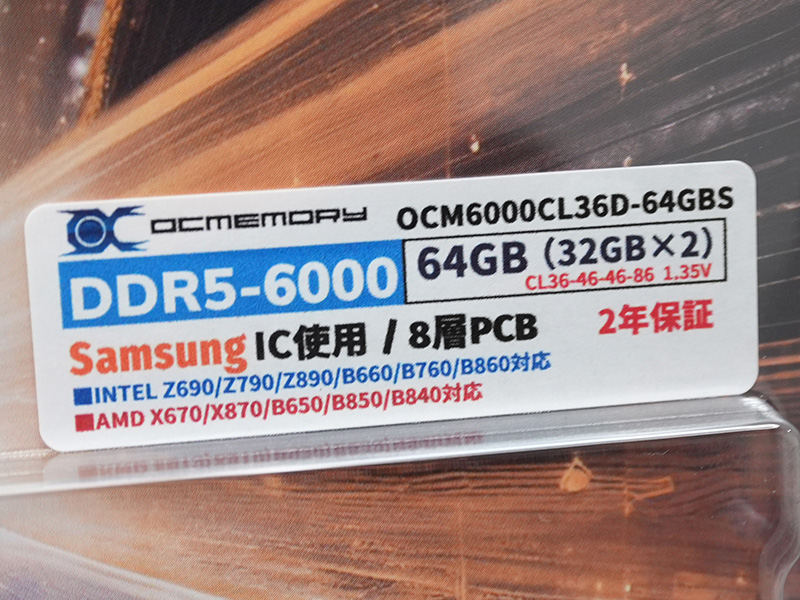 OC OCMEMORY OCM6000CL36D-64GBS
DDR5-6000 64GB (32GB×2)
CL36-46-46-86 1.35V
Samsung IC使用 / 8層PCB 2年保証
■INTEL Z690/Z790/Z890/B660/B760/B860対応
■AMD X670/X870/B650/B850/B840対応